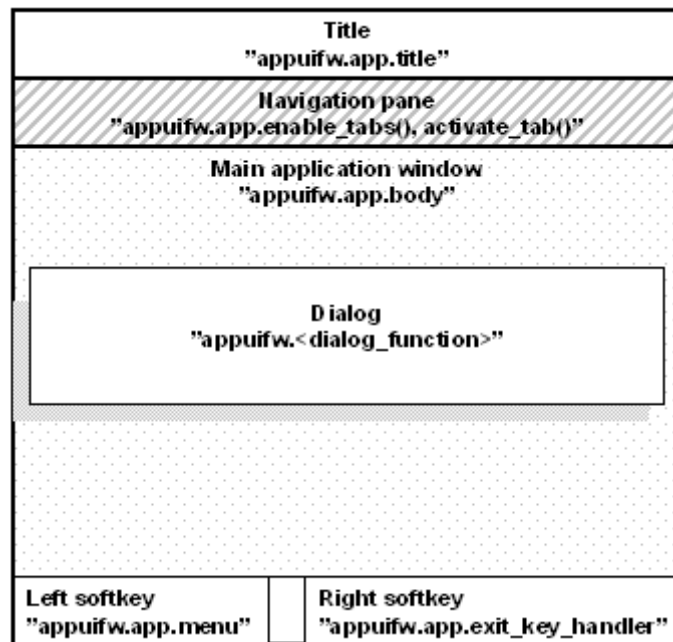 Title
”appuifw.app.title”
Navigation pane
”appuifw.app.enable_tabs(), activate_tab()”
Main application window
”appuifw.app.body”
Dialog
”appuifw.<dialog_function>”
Left softkey
”appuifw.app.menu”
Right softkey
”appuifw.app.exit_key_handler”